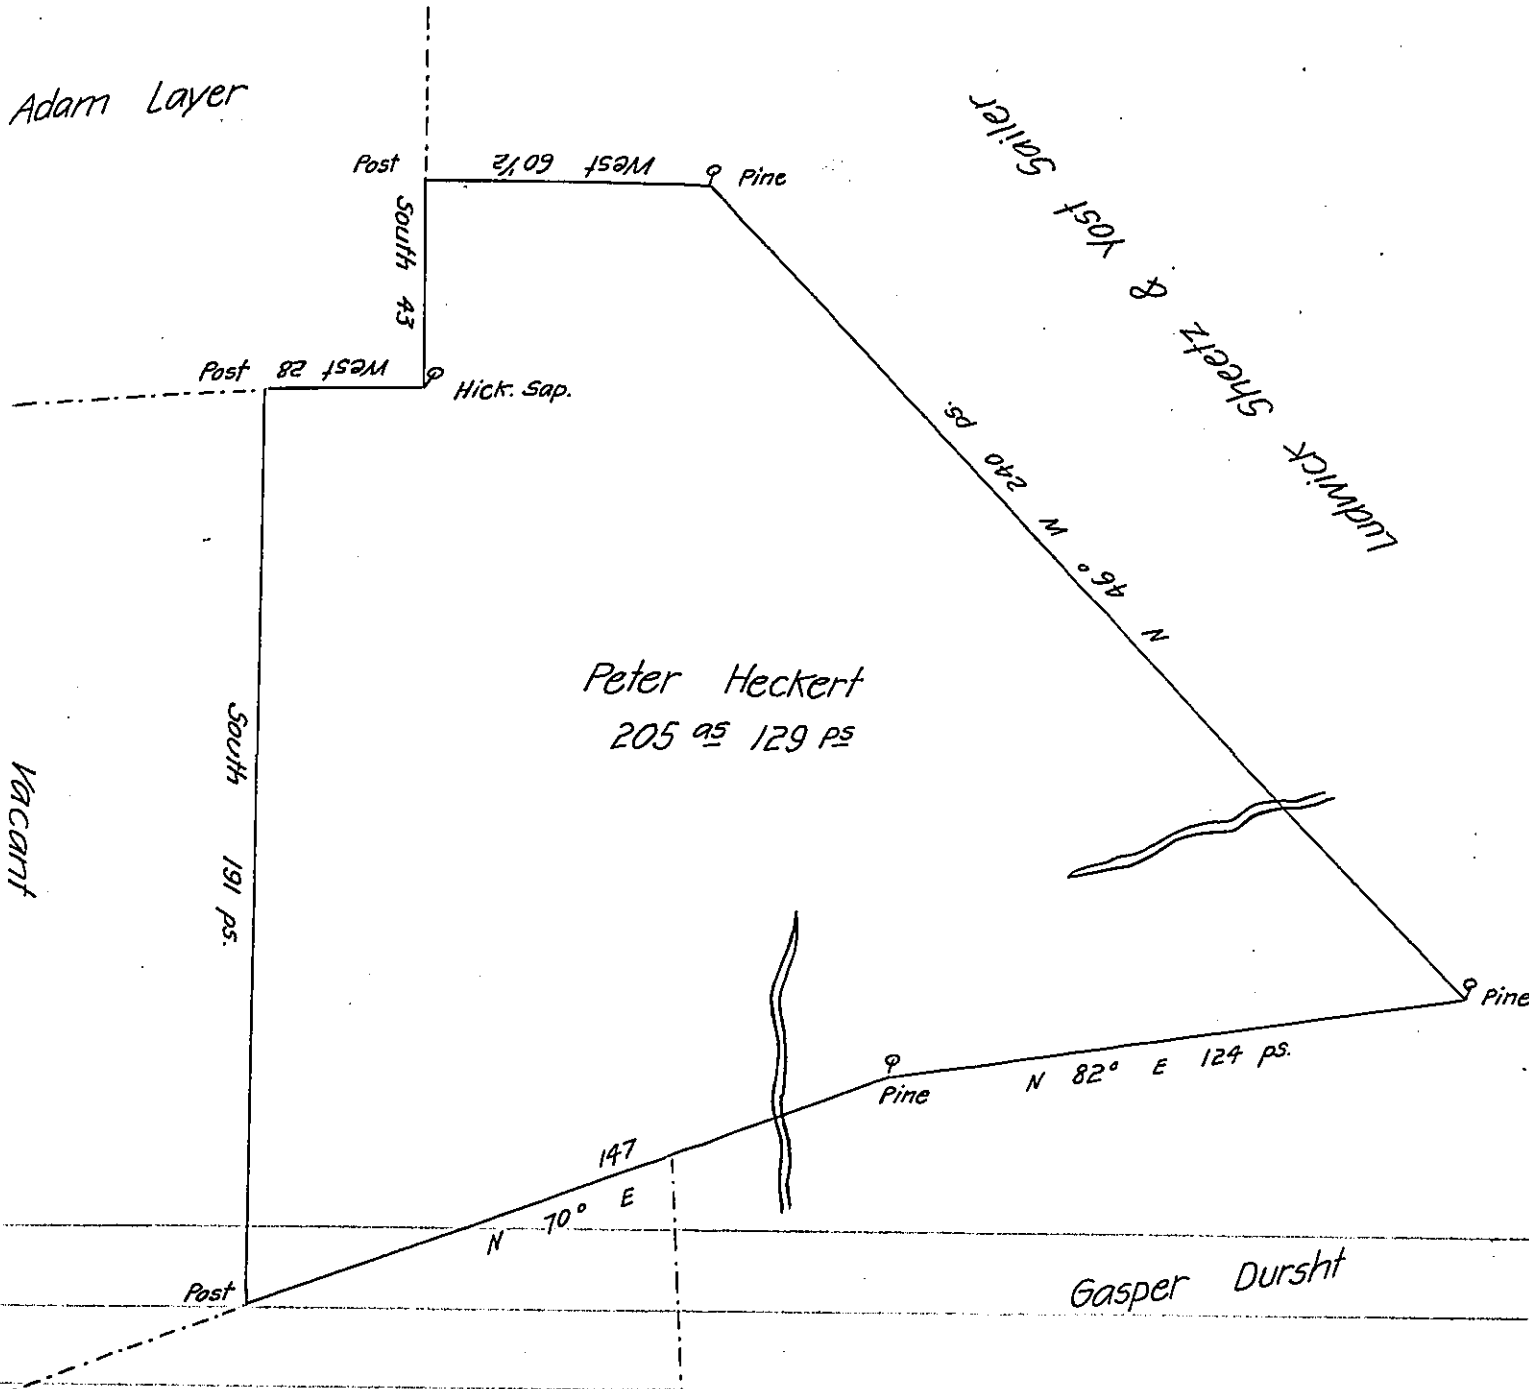 Adam Layer
Post
West 60½
Pine
South 43
Post
West 28
Hick. Sap.
Ludwick Sheetz & Yost Sailer
N 46° W 240 ps.
Peter Heckert
205 as 129 ps
South 191 ps.
Vacant
Pine
N 82° E 124 ps.
Pine
147
N 70° E
Post
Gasper Dursht